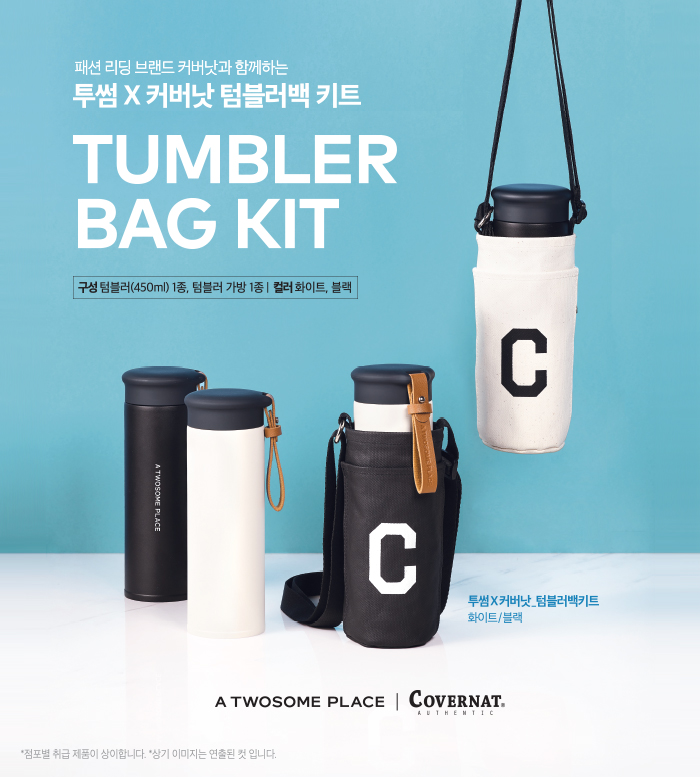 패션 리딩 브랜드 커버낫과 함께하는
투썸 X 커버낫 텀블러백 키트
TUMBLER
BAG KIT
구성 텀블러(450ml) 1종, 텀블러 가방 1종 | 컬러 화이트, 블랙
C
A TWOSOME PLACE
C
투썸X커버낫_텀블러백키트
화이트/블랙
A TWOSOME PLACE | COVERNAT®
AUTHENTIC
*점포별 취급 제품이 상이합니다. *상기 이미지는 연출된 컷 입니다.